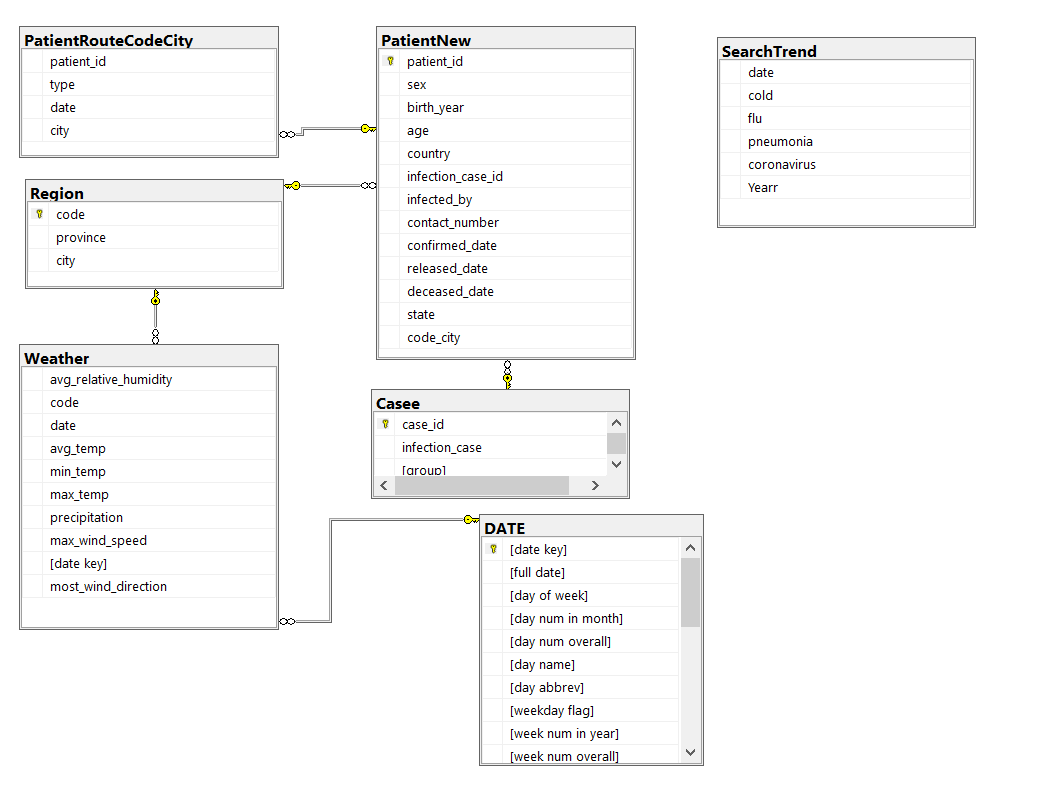 PatientRouteCodeCity
patient_id
type
date
city
PatientNew
patient_id
sex
birth_year
age
country
infection_case_id
infected_by
contact_number
confirmed_date
released_date
deceased_date
state
code_city
SearchTrend
date
cold
flu
pneumonia
coronavirus
Yearr
Region
code
province
city
Weather
avg_relative_humidity
code
date
avg_temp
min_temp
max_temp
precipitation
max_wind_speed
[date key]
most_wind_direction
Casee
case_id
infection_case
[group]
DATE
[date key]
[full date]
[day of week]
[day num in month]
[day num overall]
[day name]
[day abbrev]
[weekday flag]
[week num in year]
[week num overall]